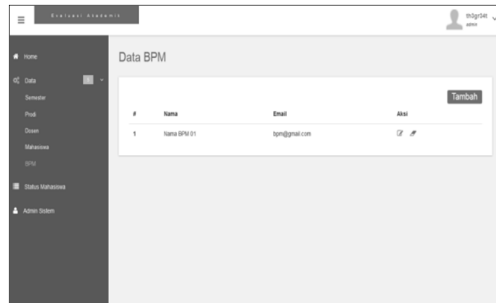 Evaluasi Akademik
th3gr04t
admin
Home
Data
Semester
Prodi
Dosen
Mahasiswa
BPM
Status Mahasiswa
Admin Sistem
Data BPM
Tambah
# Nama Email Aksi
1 Nama BPM 01 bpm@gmail.com